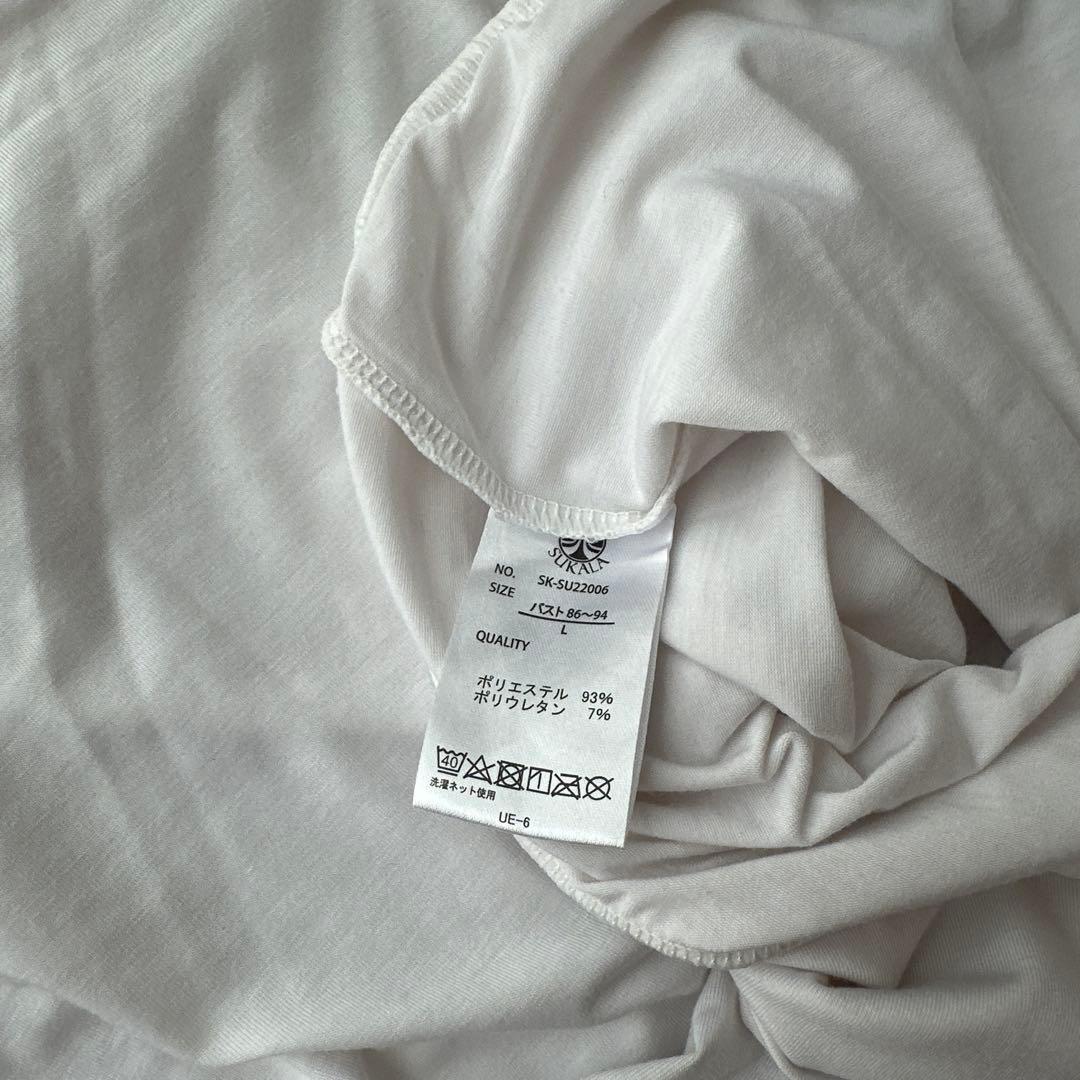 SUKALA
NO. SK-SU22006
SIZE バスト86〜94
L
QUALITY
ポリエステル 93%
ポリウレタン 7%
40
洗濯ネット使用
UE-6